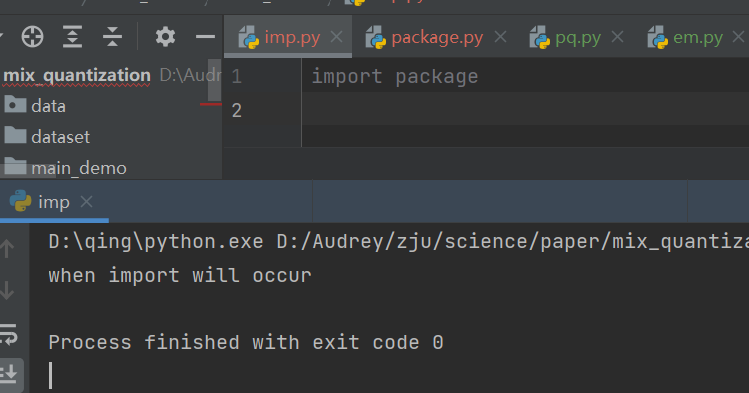 imp.py
package.py
pq.py
em.py
mix_quantization D:\Audr
1 import package
data
2
dataset
main_demo
imp
D:\qing\python.exe D:/Audrey/zju/science/paper/mix_quantiza
when import will occur
Process finished with exit code 0